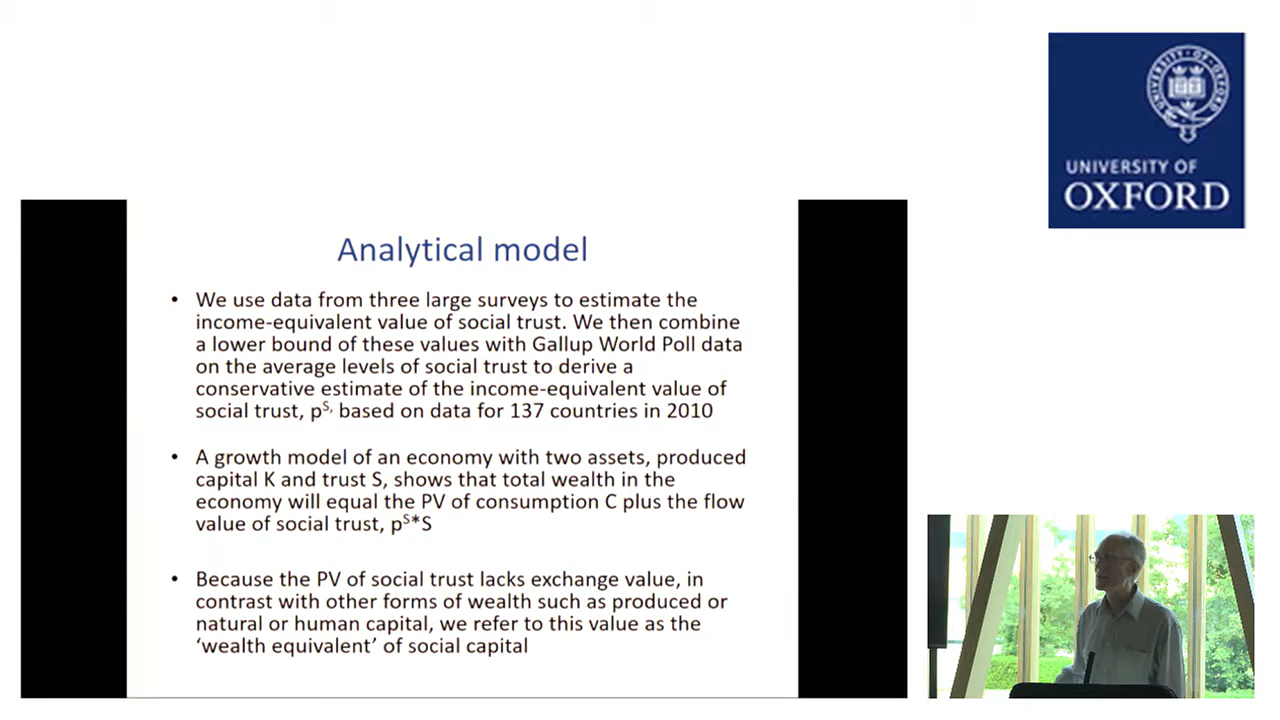 UNIVERSITY OF OXFORD
UNIVERSITY OF
OXFORD
Analytical model
• We use data from three large surveys to estimate the
income-equivalent value of social trust. We then combine
a lower bound of these values with Gallup World Poll data
on the average levels of social trust to derive a
conservative estimate of the income-equivalent value of
social trust, pˢ, based on data for 137 countries in 2010
• A growth model of an economy with two assets, produced
capital K and trust S, shows that total wealth in the
economy will equal the PV of consumption C plus the flow
value of social trust, pˢ*S
• Because the PV of social trust lacks exchange value, in
contrast with other forms of wealth such as produced or
natural or human capital, we refer to this value as the
‘wealth equivalent’ of social capital